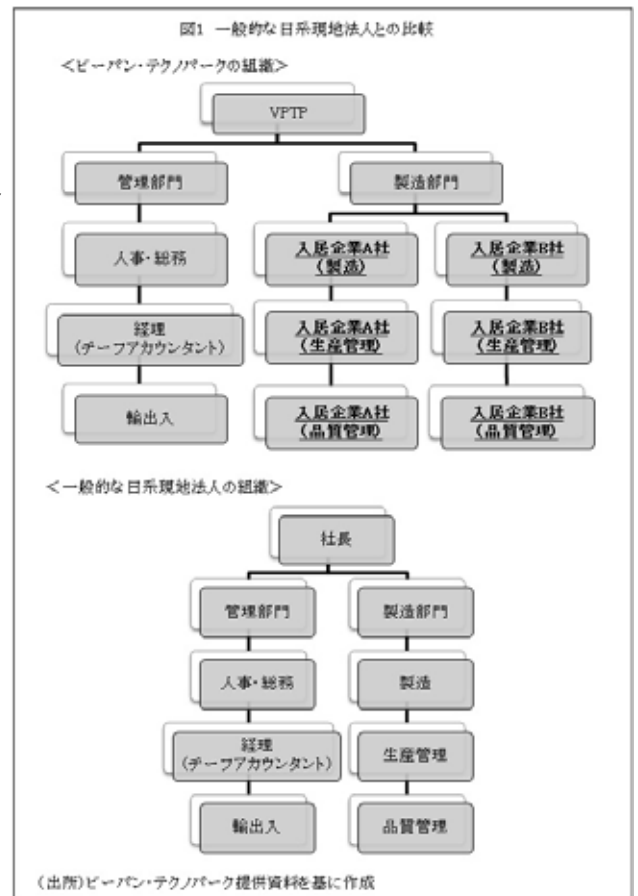 図1 一般的な日系現地法人との比較
<ビーパン・テクノパークの組織>
VPTP
管理部門
製造部門
人事・総務
入居企業A社
(製造)
入居企業B社
(製造)
経理
(チーフアカウンタント)
入居企業A社
(生産管理)
入居企業B社
(生産管理)
輸出入
入居企業A社
(品質管理)
入居企業B社
(品質管理)
<一般的な日系現地法人の組織>
社長
管理部門
製造部門
人事・総務
製造
経理
(チーフアカウンタント)
生産管理
輸出入
品質管理
(出所)ビーパン・テクノパーク提供資料を基に作成